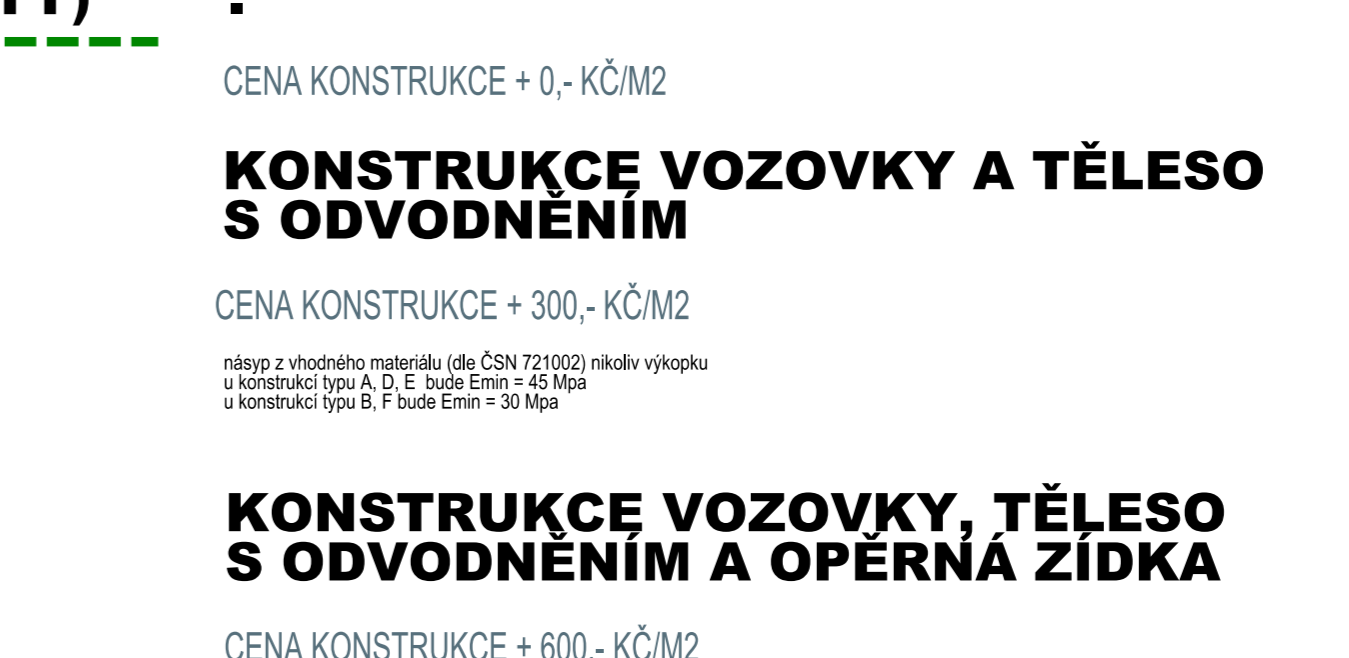 CENA KONSTRUKCE + 0,- KČ/M2
KONSTRUKCE VOZOVKY A TĚLESO
S ODVODNĚNÍM
CENA KONSTRUKCE + 300,- KČ/M2
násyp z vhodného materiálu (dle ČSN 721002) nikoliv výkopku
u konstrukcí typu A, D, E bude Emin = 45 Mpa
u konstrukcí typu B, F bude Emin = 30 Mpa
KONSTRUKCE VOZOVKY, TĚLESO
S ODVODNĚNÍM A OPĚRNÁ ZÍDKA
CENA KONSTRUKCE + 600,- KČ/M2